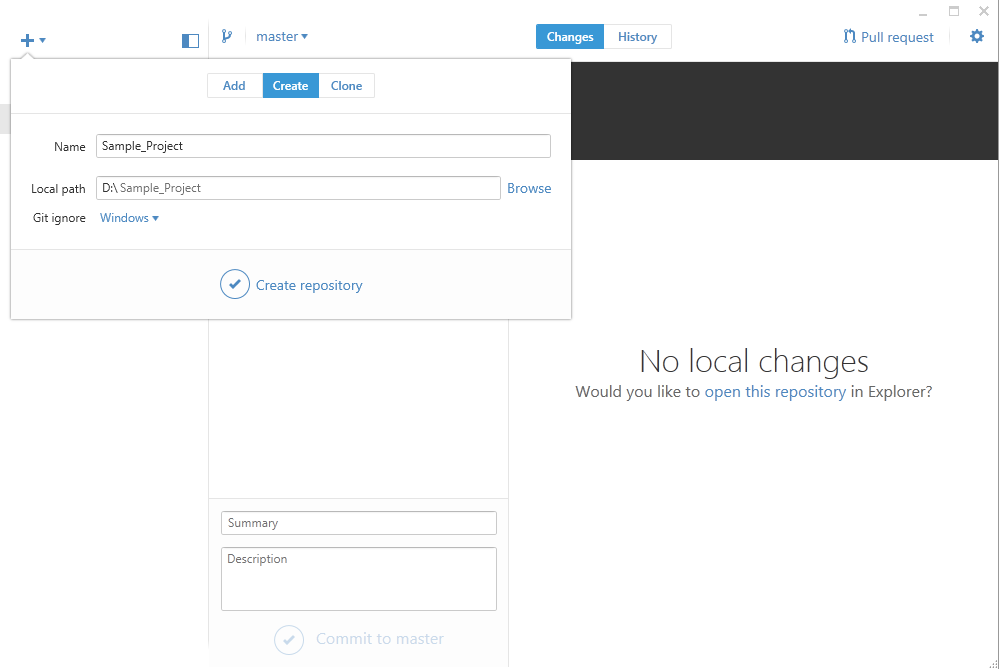 master
Changes
History
Pull request
Add
Create
Clone
Name
Sample_Project
Local path
D:\ Sample_Project
Browse
Git ignore
Windows
Create repository
No local changes
Would you like to open this repository in Explorer?
Summary
Description
Commit to master